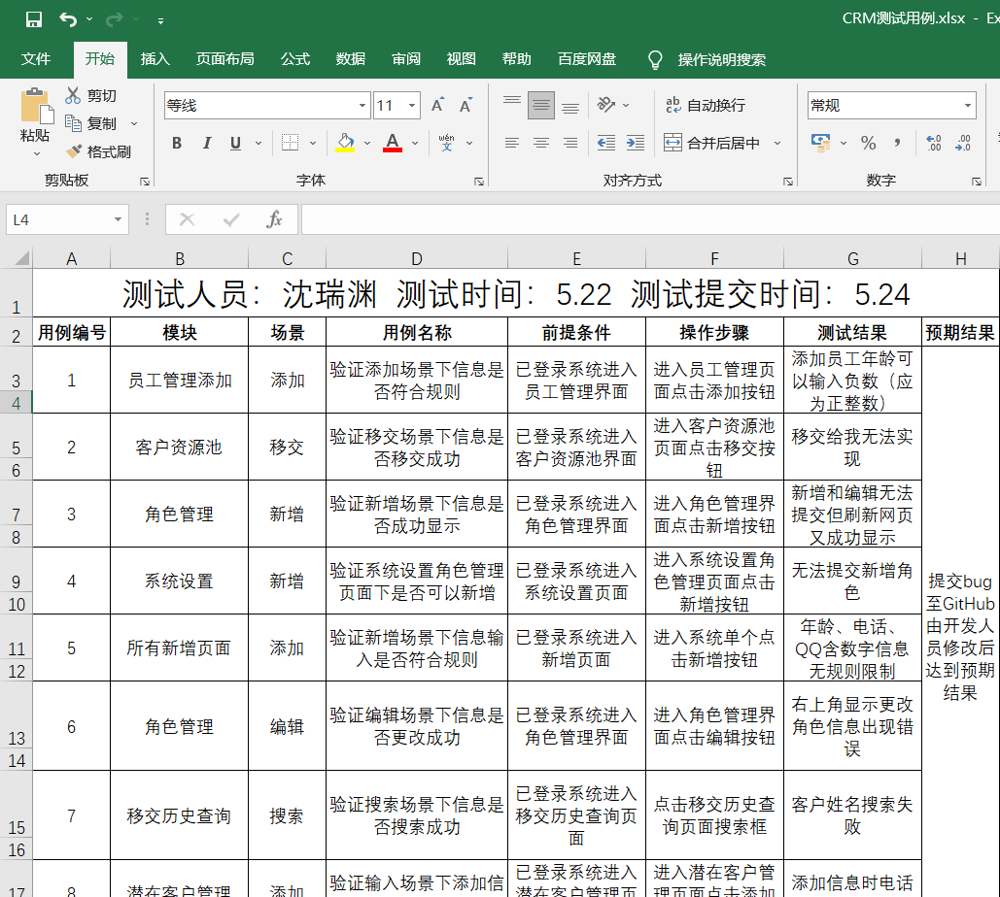 CRM测试用例.xlsx - Ex
文件 开始 插入 页面布局 公式 数据 审阅 视图 帮助 百度网盘 操作说明搜索
粘贴
剪切
复制
格式刷
剪贴板
等线 11 A A
B I U A wén 文
字体
ab c 自动换行
合并后居中
对齐方式
常规
% , .0 .00 .00 .0
数字
L4 fx
A B C D E F G H
1 测试人员：沈瑞渊 测试时间：5.22 测试提交时间：5.24
2 用例编号 模块 场景 用例名称 前提条件 操作步骤 测试结果 预期结果
3
4
1
员工管理添加
添加
验证添加场景下信息是
否符合规则
已登录系统进入
员工管理界面
进入员工管理页
面点击添加按钮
添加员工年龄可
以输入负数（应
为正整数）
5
6
2
客户资源池
移交
验证移交场景下信息是
否移交成功
已登录系统进入
客户资源池界面
进入客户资源池
页面点击移交按
钮
移交给我无法实
现
7
8
3
角色管理
新增
验证新增场景下信息是
否成功显示
已登录系统进入
角色管理界面
进入角色管理界
面点击新增按钮
新增和编辑无法
提交但刷新网页
又成功显示
9
10
4
系统设置
新增
验证系统设置角色管理
页面下是否可以新增
已登录系统进入
系统设置页面
进入系统设置角
色管理页面点击
新增按钮
无法提交新增角
色
11
12
5
所有新增页面
添加
验证新增场景下信息输
入是否符合规则
已登录系统进入
新增页面
进入系统单个点
击新增按钮
年龄、电话、
QQ含数字信息
无规则限制
13
14
6
角色管理
编辑
验证编辑场景下信息是
否更改成功
已登录系统进入
角色管理界面
进入角色管理界
面点击编辑按钮
右上角显示更改
角色信息出现错
误
15
16
7
移交历史查询
搜索
验证搜索场景下信息是
否搜索成功
已登录系统进入
移交历史查询页
面
点击移交历史查
询页面搜索框
客户姓名搜索失
败
17
8
潜在客户管理
添加
验证输入场景下添加信
已登录系统进入
潜在客户管理页
进入潜在客户管
理页面点击添加
添加信息时电话
提交bug
至GitHub
由开发人
员修改后
达到预期
结果